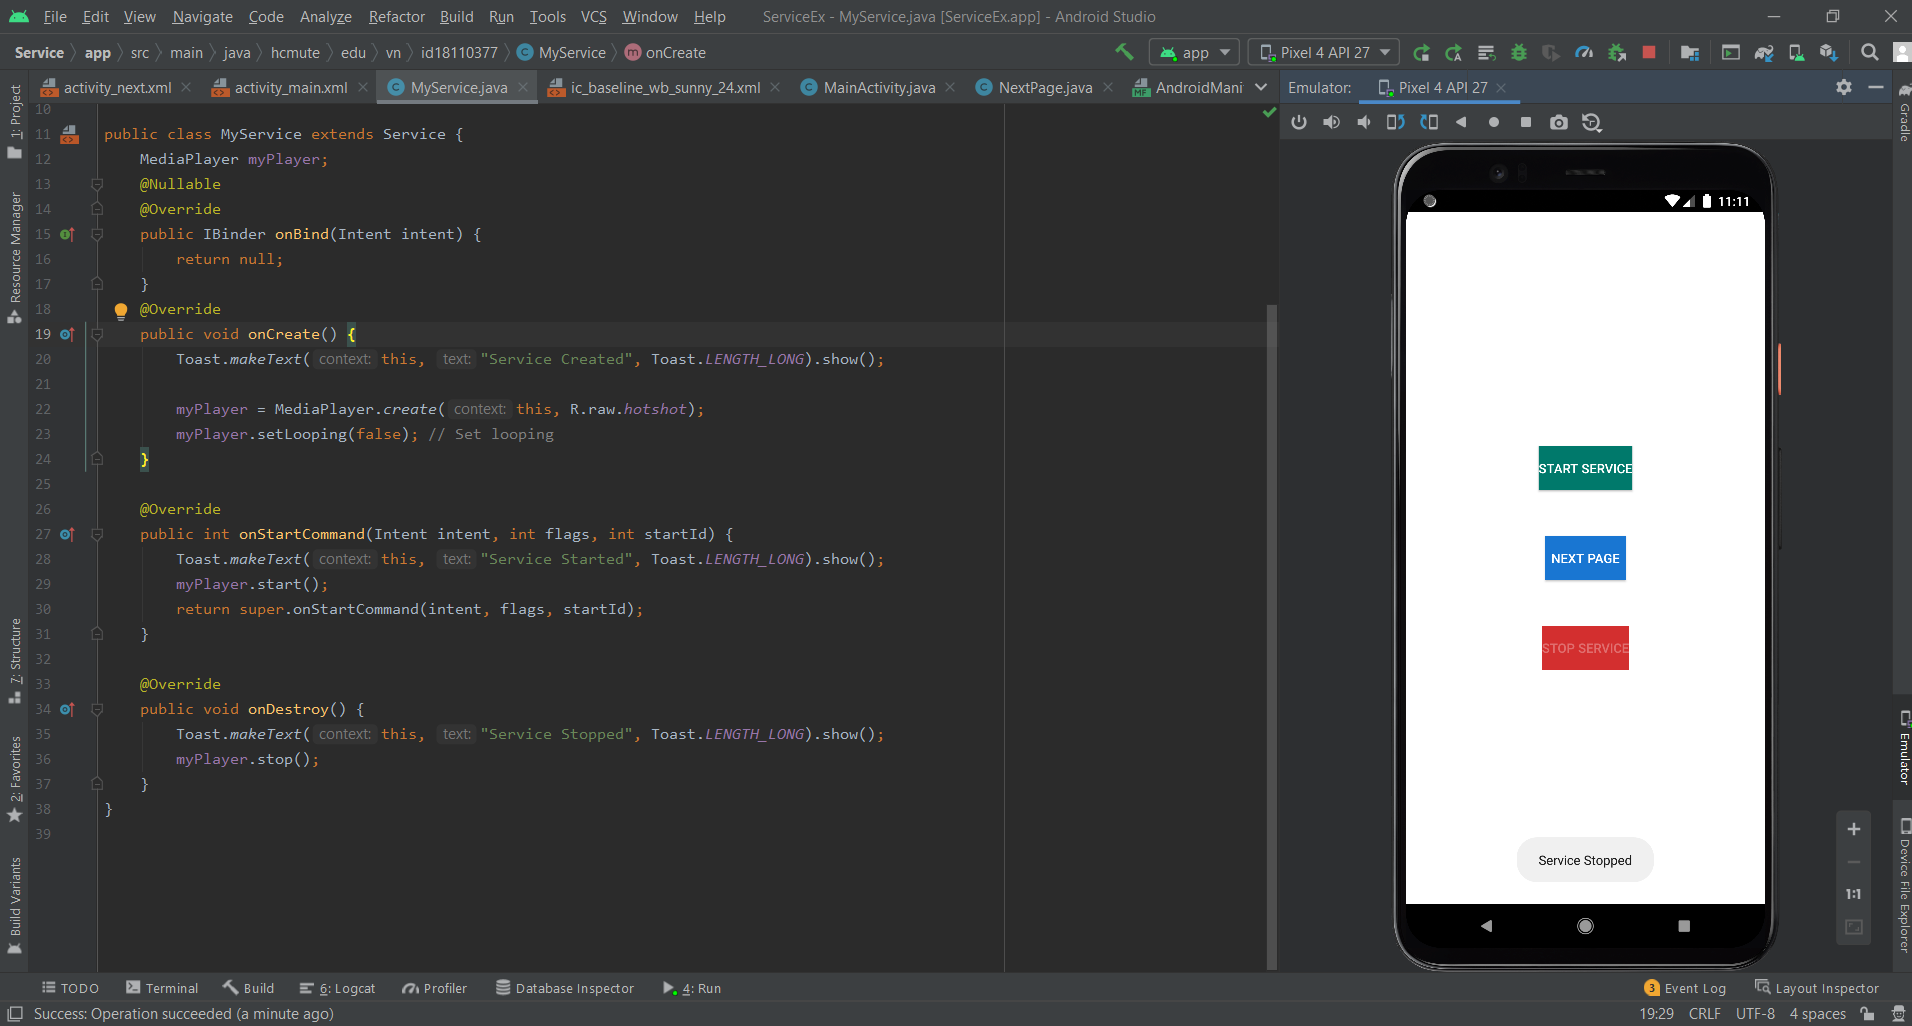 File Edit View Navigate Code Analyze Refactor Build Run Tools VCS Window Help ServiceEx - MyService.java [ServiceEx.app] - Android Studio
Service app src main java hcmute edu vn id18110377 MyService onCreate app Pixel 4 API 27
activity_next.xml activity_main.xml MyService.java ic_baseline_wb_sunny_24.xml MainActivity.java NextPage.java AndroidMani Emulator: Pixel 4 API 27
1: Project
Resource Manager
7: Structure
2: Favorites
Build Variants
10
11 public class MyService extends Service {
12 MediaPlayer myPlayer;
13 @Nullable
14 @Override
15 public IBinder onBind(Intent intent) {
16 return null;
17 }
18 @Override
19 public void onCreate() {
20 Toast.makeText( context: this, text: "Service Created", Toast.LENGTH_LONG).show();
21
22 myPlayer = MediaPlayer.create( context: this, R.raw.hotshot);
23 myPlayer.setLooping(false); // Set looping
24 }
25
26 @Override
27 public int onStartCommand(Intent intent, int flags, int startId) {
28 Toast.makeText( context: this, text: "Service Started", Toast.LENGTH_LONG).show();
29 myPlayer.start();
30 return super.onStartCommand(intent, flags, startId);
31 }
32
33 @Override
34 public void onDestroy() {
35 Toast.makeText( context: this, text: "Service Stopped", Toast.LENGTH_LONG).show();
36 myPlayer.stop();
37 }
38 }
39
11:11
START SERVICE
NEXT PAGE
STOP SERVICE
Service Stopped
1:1
Gradle
Emulator
Device File Explorer
TODO Terminal Build 6: Logcat Profiler Database Inspector 4: Run 3 Event Log Layout Inspector
Success: Operation succeeded (a minute ago) 19:29 CRLF UTF-8 4 spaces